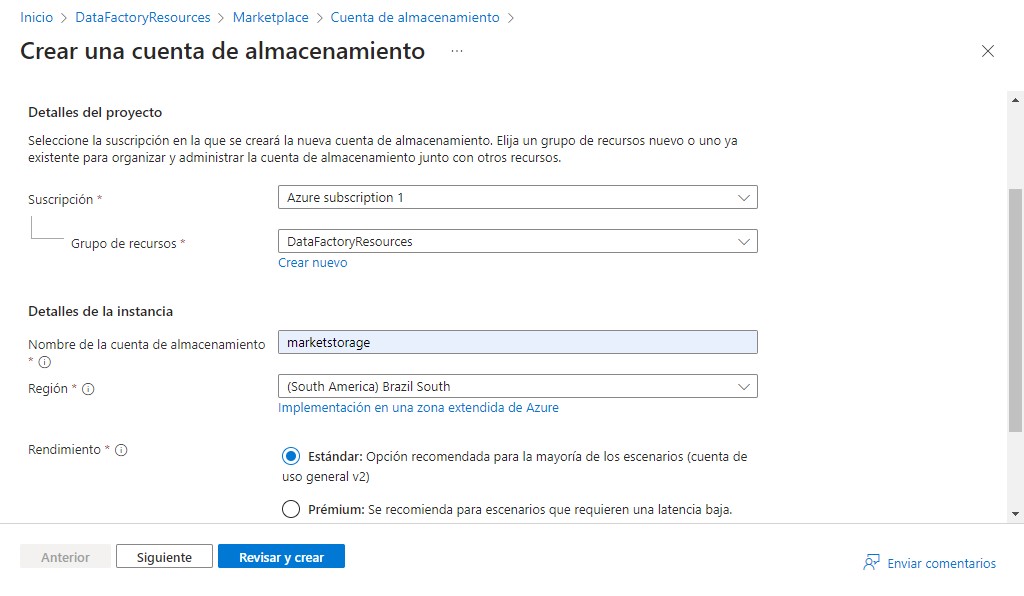 Inicio > DataFactoryResources > Marketplace > Cuenta de almacenamiento >
Crear una cuenta de almacenamiento ...
Detalles del proyecto
Seleccione la suscripción en la que se creará la nueva cuenta de almacenamiento. Elija un grupo de recursos nuevo o uno ya
existente para organizar y administrar la cuenta de almacenamiento junto con otros recursos.
Suscripción *
Azure subscription 1
Grupo de recursos *
DataFactoryResources
Crear nuevo
Detalles de la instancia
Nombre de la cuenta de almacenamiento
*
marketstorage
Región *
(South America) Brazil South
Implementación en una zona extendida de Azure
Rendimiento *
Estándar: Opción recomendada para la mayoría de los escenarios (cuenta de
uso general v2)
Prémium: Se recomienda para escenarios que requieren una latencia baja.
Anterior
Siguiente
Revisar y crear
Enviar comentarios